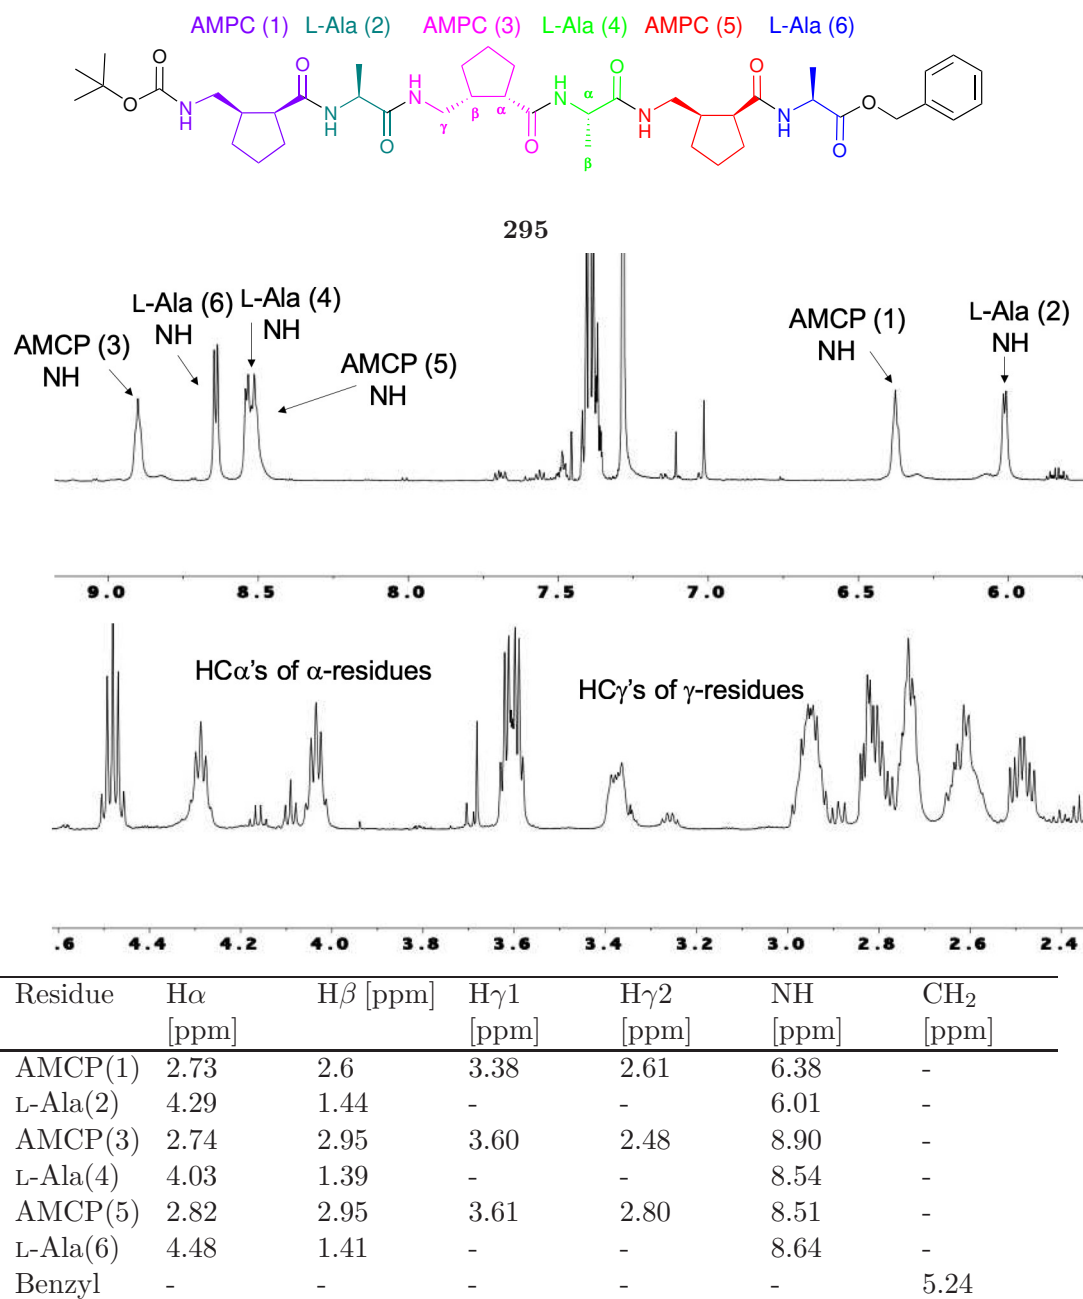 AMPC (1) L-Ala (2) AMPC (3) L-Ala (4) AMPC (5) L-Ala (6)
O O H N O H N O O
O N H N H O γ β α O α β N H N H O O
295
AMCP (3) NH
L-Ala (6) NH
L-Ala (4) NH
AMCP (5) NH
AMCP (1) NH
L-Ala (2) NH
9.0 8.5 8.0 7.5 7.0 6.5 6.0
HCα's of α-residues
HCγ's of γ-residues
.6 4.4 4.2 4.0 3.8 3.6 3.4 3.2 3.0 2.8 2.6 2.4
Residue Hα Hβ [ppm] Hγ1 Hγ2 NH CH2
[ppm] [ppm] [ppm] [ppm] [ppm]
AMCP(1) 2.73 2.6 3.38 2.61 6.38 -
L-Ala(2) 4.29 1.44 - - 6.01 -
AMCP(3) 2.74 2.95 3.60 2.48 8.90 -
L-Ala(4) 4.03 1.39 - - 8.54 -
AMCP(5) 2.82 2.95 3.61 2.80 8.51 -
L-Ala(6) 4.48 1.41 - - 8.64 -
Benzyl - - - - - 5.24